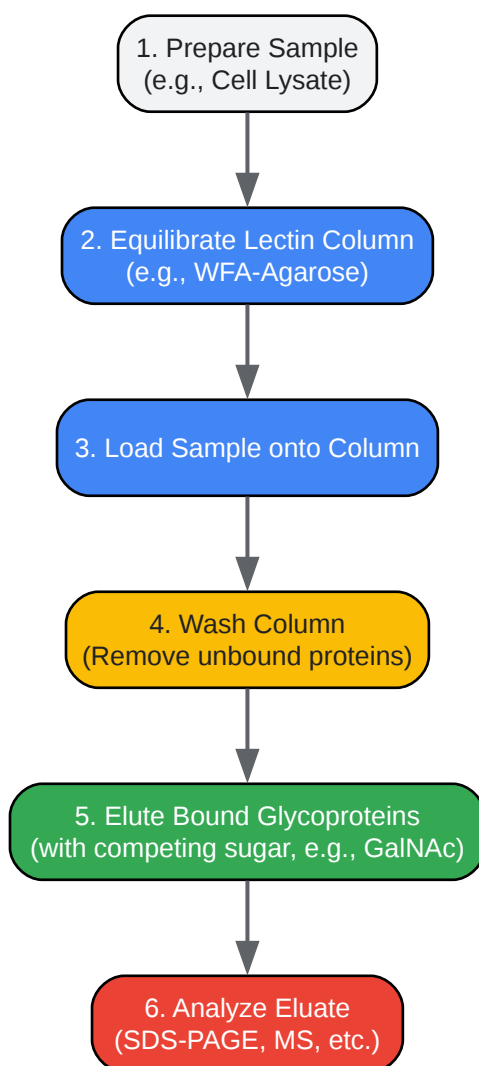 1. Prepare Sample
(e.g., Cell Lysate)
2. Equilibrate Lectin Column
(e.g., WFA-Agarose)
3. Load Sample onto Column
4. Wash Column
(Remove unbound proteins)
5. Elute Bound Glycoproteins
(with competing sugar, e.g., GalNAc)
6. Analyze Eluate
(SDS-PAGE, MS, etc.)